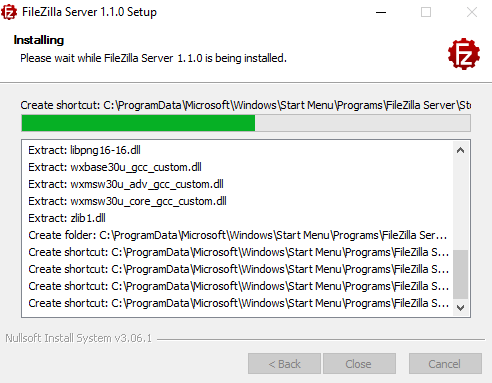 FileZilla Server 1.1.0 Setup
Installing
Please wait while FileZilla Server 1.1.0 is being installed.
Fz
Create shortcut: C:\ProgramData\Microsoft\Windows\Start Menu\Programs\FileZilla Server\Sto
Extract: libpng16-16.dll
Extract: wxbase30u_gcc_custom.dll
Extract: wxmsw30u_adv_gcc_custom.dll
Extract: wxmsw30u_core_gcc_custom.dll
Extract: zlib1.dll
Create folder: C:\ProgramData\Microsoft\Windows\Start Menu\Programs\FileZilla Ser...
Create shortcut: C:\ProgramData\Microsoft\Windows\Start Menu\Programs\FileZilla S...
Create shortcut: C:\ProgramData\Microsoft\Windows\Start Menu\Programs\FileZilla S...
Create shortcut: C:\ProgramData\Microsoft\Windows\Start Menu\Programs\FileZilla S...
Create shortcut: C:\ProgramData\Microsoft\Windows\Start Menu\Programs\FileZilla S...
Nullsoft Install System v3.06.1
< Back Close Cancel